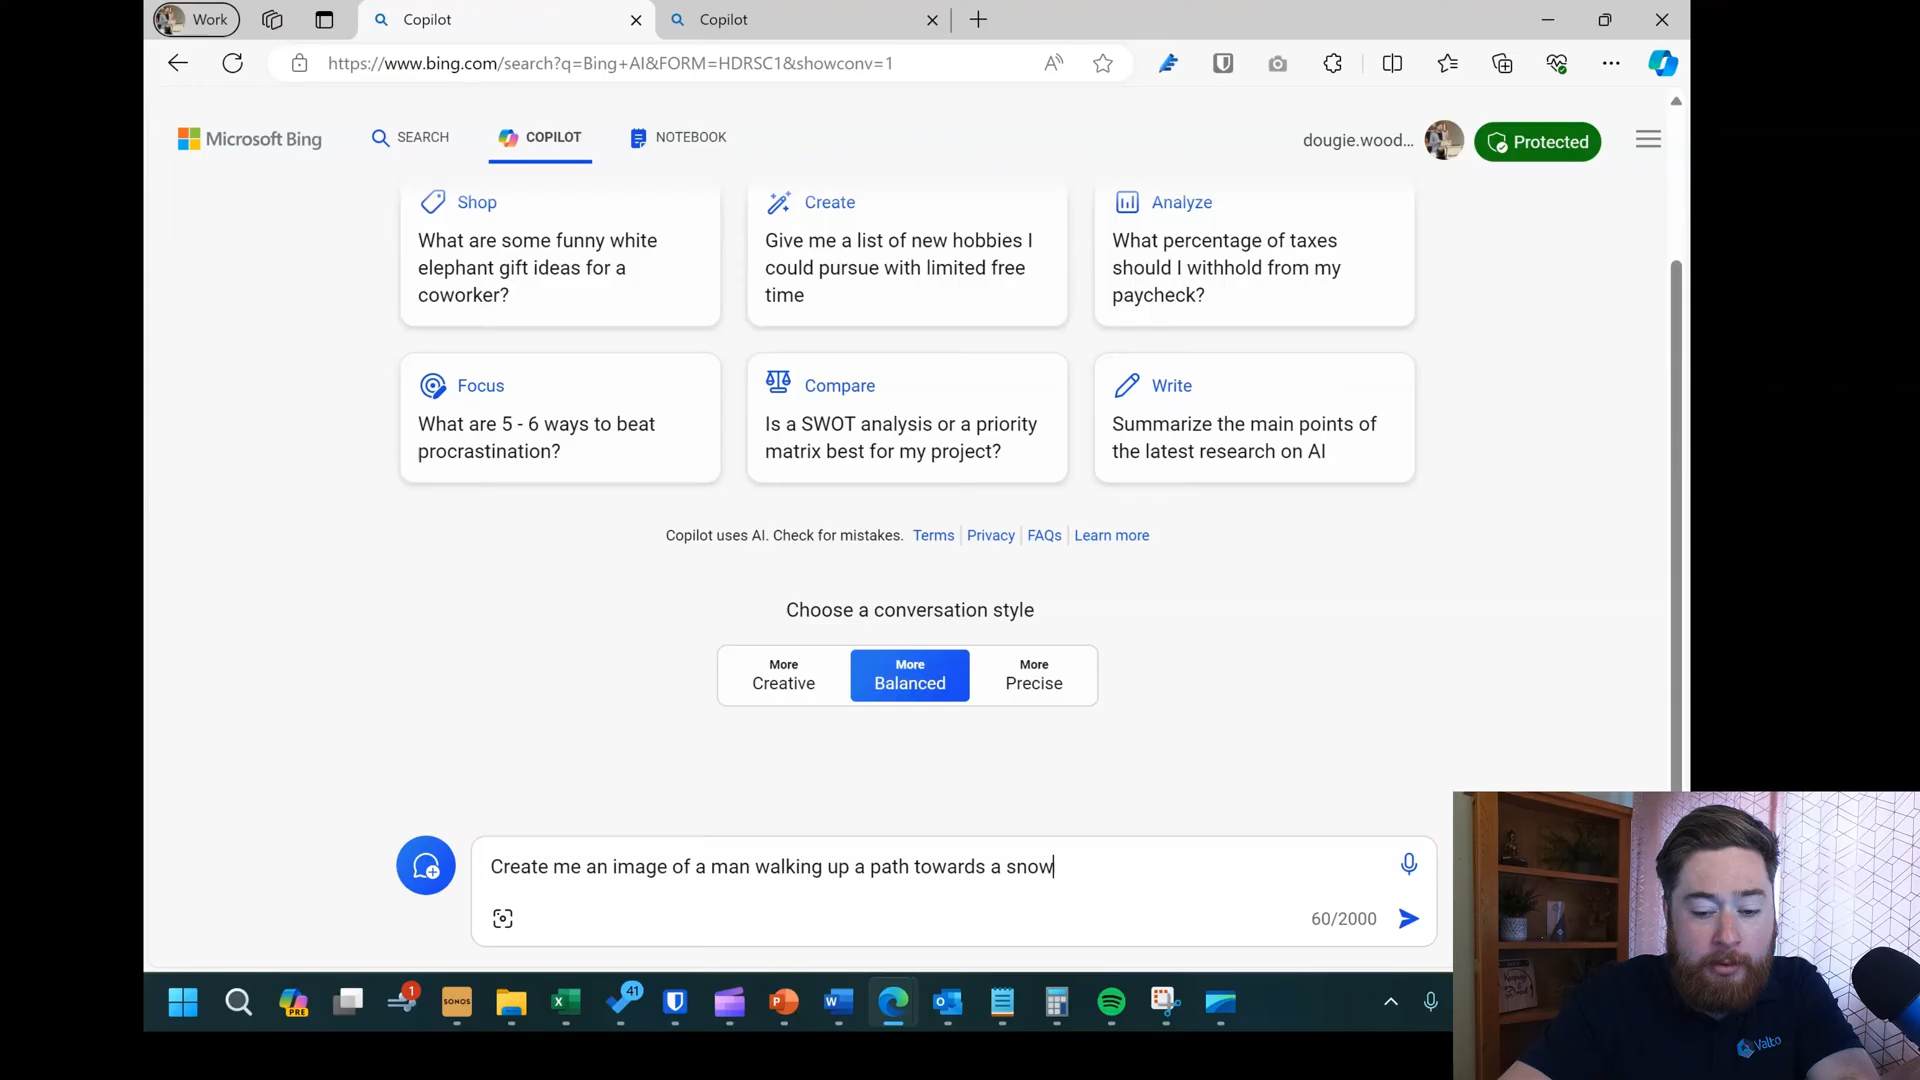 Work
Copilot
Copilot
https://www.bing.com/search?q=Bing+AI&FORM=HDRSC1&showconv=1
Microsoft Bing
SEARCH
COPILOT
NOTEBOOK
dougie.wood...
Protected
Shop
What are some funny white
elephant gift ideas for a
coworker?
Create
Give me a list of new hobbies I
could pursue with limited free
time
Analyze
What percentage of taxes
should I withhold from my
paycheck?
Focus
What are 5 - 6 ways to beat
procrastination?
Compare
Is a SWOT analysis or a priority
matrix best for my project?
Write
Summarize the main points of
the latest research on AI
Copilot uses AI. Check for mistakes. Terms Privacy FAQs Learn more
Choose a conversation style
More
Creative
More
Balanced
More
Precise
Create me an image of a man walking up a path towards a snow
60/2000
PRE
1
SONOS
41
Valto